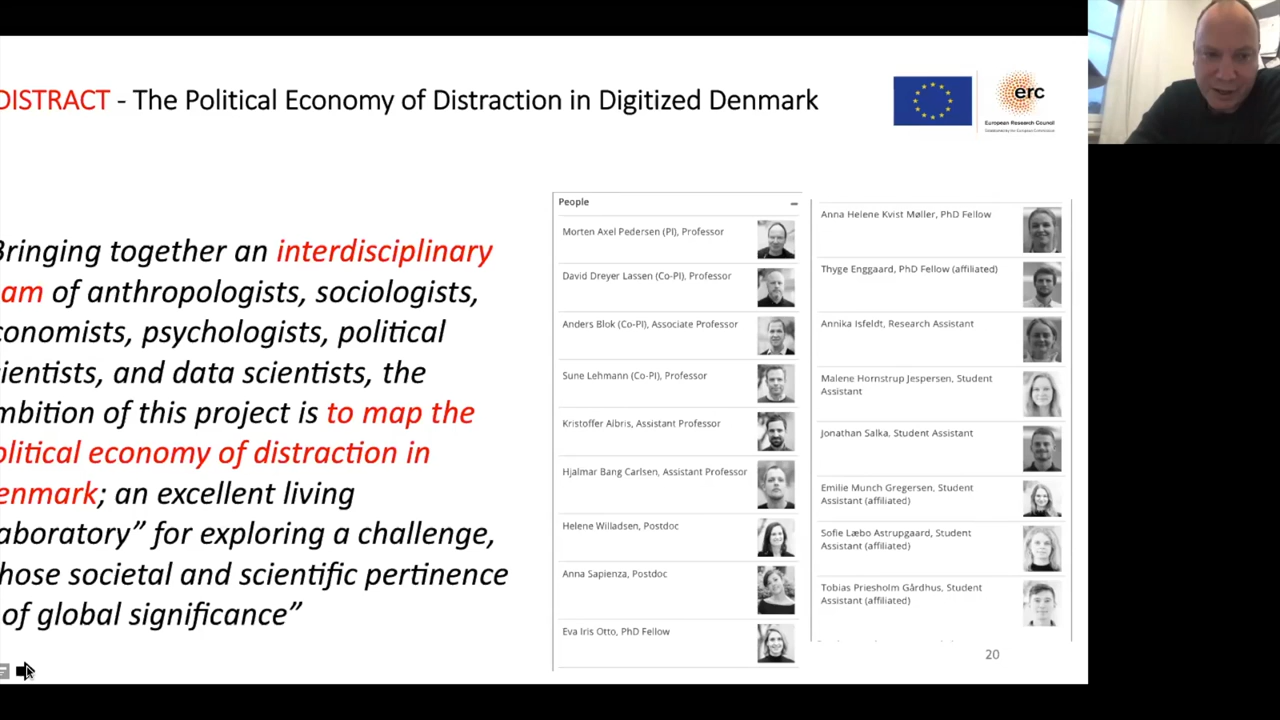 DISTRACT - The Political Economy of Distraction in Digitized Denmark
erc
European Research Council
Bringing together an interdisciplinary
am of anthropologists, sociologists,
conomists, psychologists, political
ientists, and data scientists, the
mbition of this project is to map the
olitical economy of distraction in
enmark; an excellent living
aboratory” for exploring a challenge,
hose societal and scientific pertinence
of global significance”
People
Morten Axel Pedersen (PI), Professor
David Dreyer Lassen (Co-PI), Professor
Anders Blok (Co-PI), Associate Professor
Sune Lehmann (Co-PI), Professor
Kristoffer Albris, Assistant Professor
Hjalmar Bang Carlsen, Assistant Professor
Helene Willadsen, Postdoc
Anna Sapienza, Postdoc
Eva Iris Otto, PhD Fellow
Anna Helene Kvist Møller, PhD Fellow
Thyge Enggaard, PhD Fellow (affiliated)
Annika Isfeldt, Research Assistant
Malene Hornstrup Jespersen, Student
Assistant
Jonathan Salka, Student Assistant
Emilie Munch Gregersen, Student
Assistant (affiliated)
Sofie Læbo Astrupgaard, Student
Assistant (affiliated)
Tobias Priesholm Gårdhus, Student
Assistant (affiliated)
20